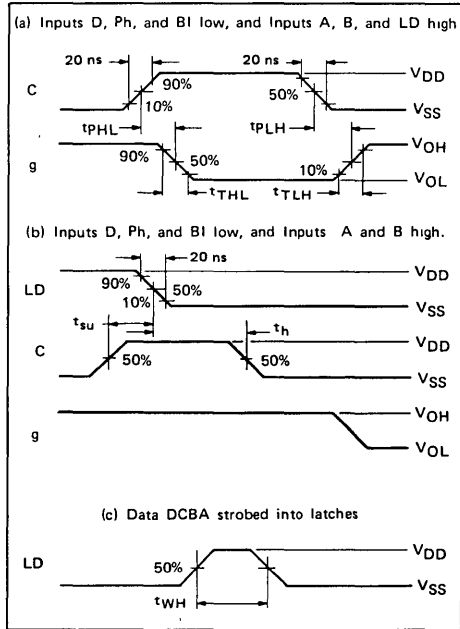 (a) Inputs D, Ph, and BI low, and Inputs A, B, and LD high
20 ns
20 ns
C
90%
10%
50%
VDD
VSS
tPHL
tPLH
g
90%
50%
10%
VOH
VOL
tTHL
tTLH
(b) Inputs D, Ph, and BI low, and Inputs A and B high.
20 ns
LD
90%
10%
50%
VDD
VSS
tsu
th
C
50%
50%
VDD
VSS
g
VOH
VOL
(c) Data DCBA strobed into latches
LD
50%
VDD
VSS
tWH